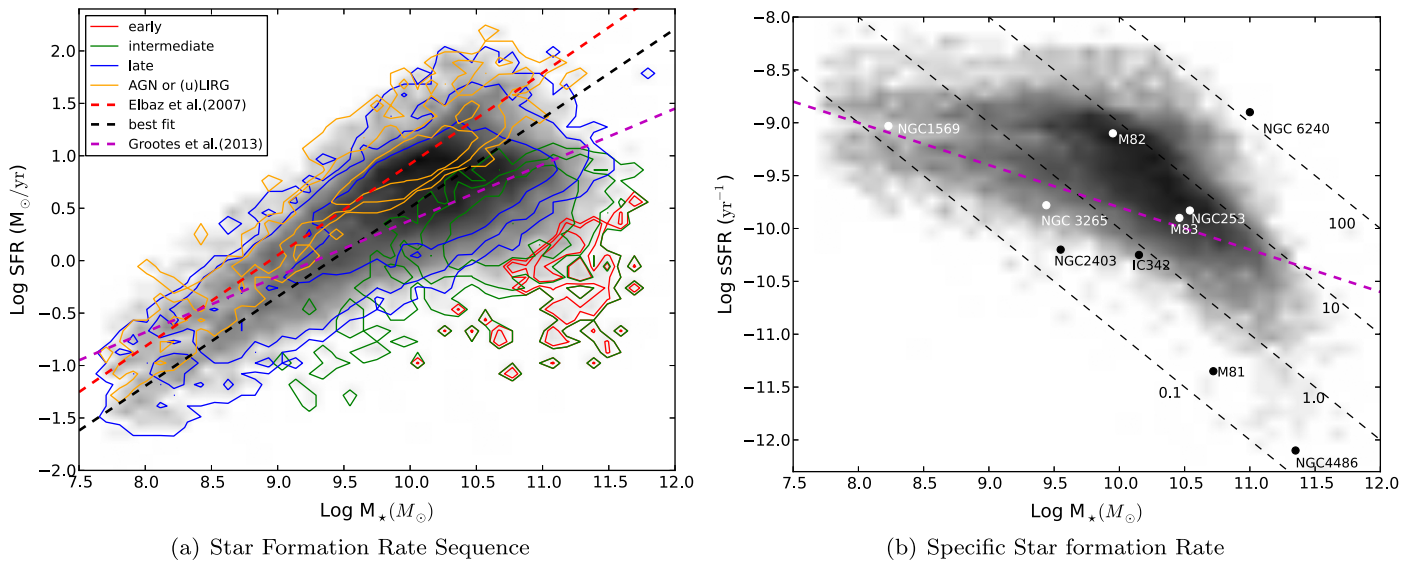 early
intermediate
late
AGN or (u)LIRG
Elbaz et al.(2007)
best fit
Grootes et al.(2013)
2.0
1.5
1.0
0.5
0.0
−0.5
−1.0
−1.5
−2.0
Log SFR (M⊙/yr)
7.5 8.0 8.5 9.0 9.5 10.0 10.5 11.0 11.5 12.0
Log M⋆(M⊙)
(a) Star Formation Rate Sequence
−8.0
−8.5
−9.0
−9.5
−10.0
−10.5
−11.0
−11.5
−12.0
Log sSFR (yr⁻¹)
NGC1569
M82
NGC 6240
NGC 3265
NGC253
M83
100
NGC2403
IC342
10
M81
0.1
1.0
NGC4486
7.5 8.0 8.5 9.0 9.5 10.0 10.5 11.0 11.5 12.0
Log M⋆(M⊙)
(b) Specific Star formation Rate